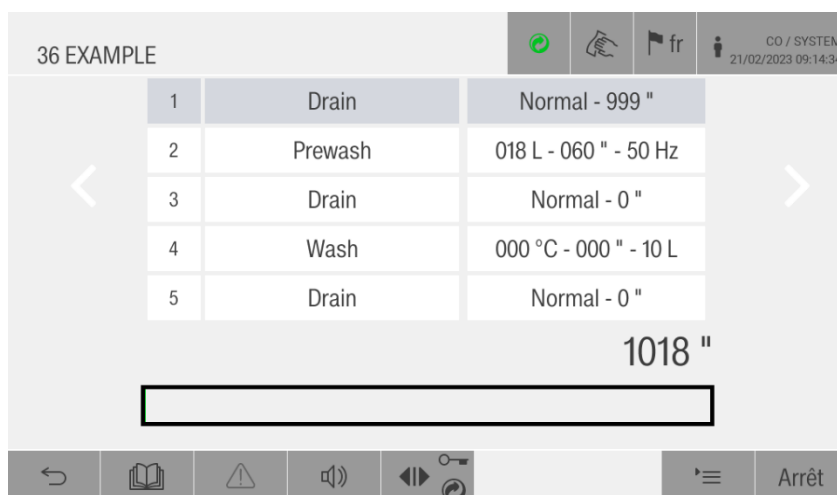 36 EXAMPLE
fr
CO / SYSTEM
21/02/2023 09:14:34
1 Drain Normal - 999 "
2 Prewash 018 L - 060 " - 50 Hz
3 Drain Normal - 0 "
4 Wash 000 °C - 000 " - 10 L
5 Drain Normal - 0 "
1018 "
Arrêt